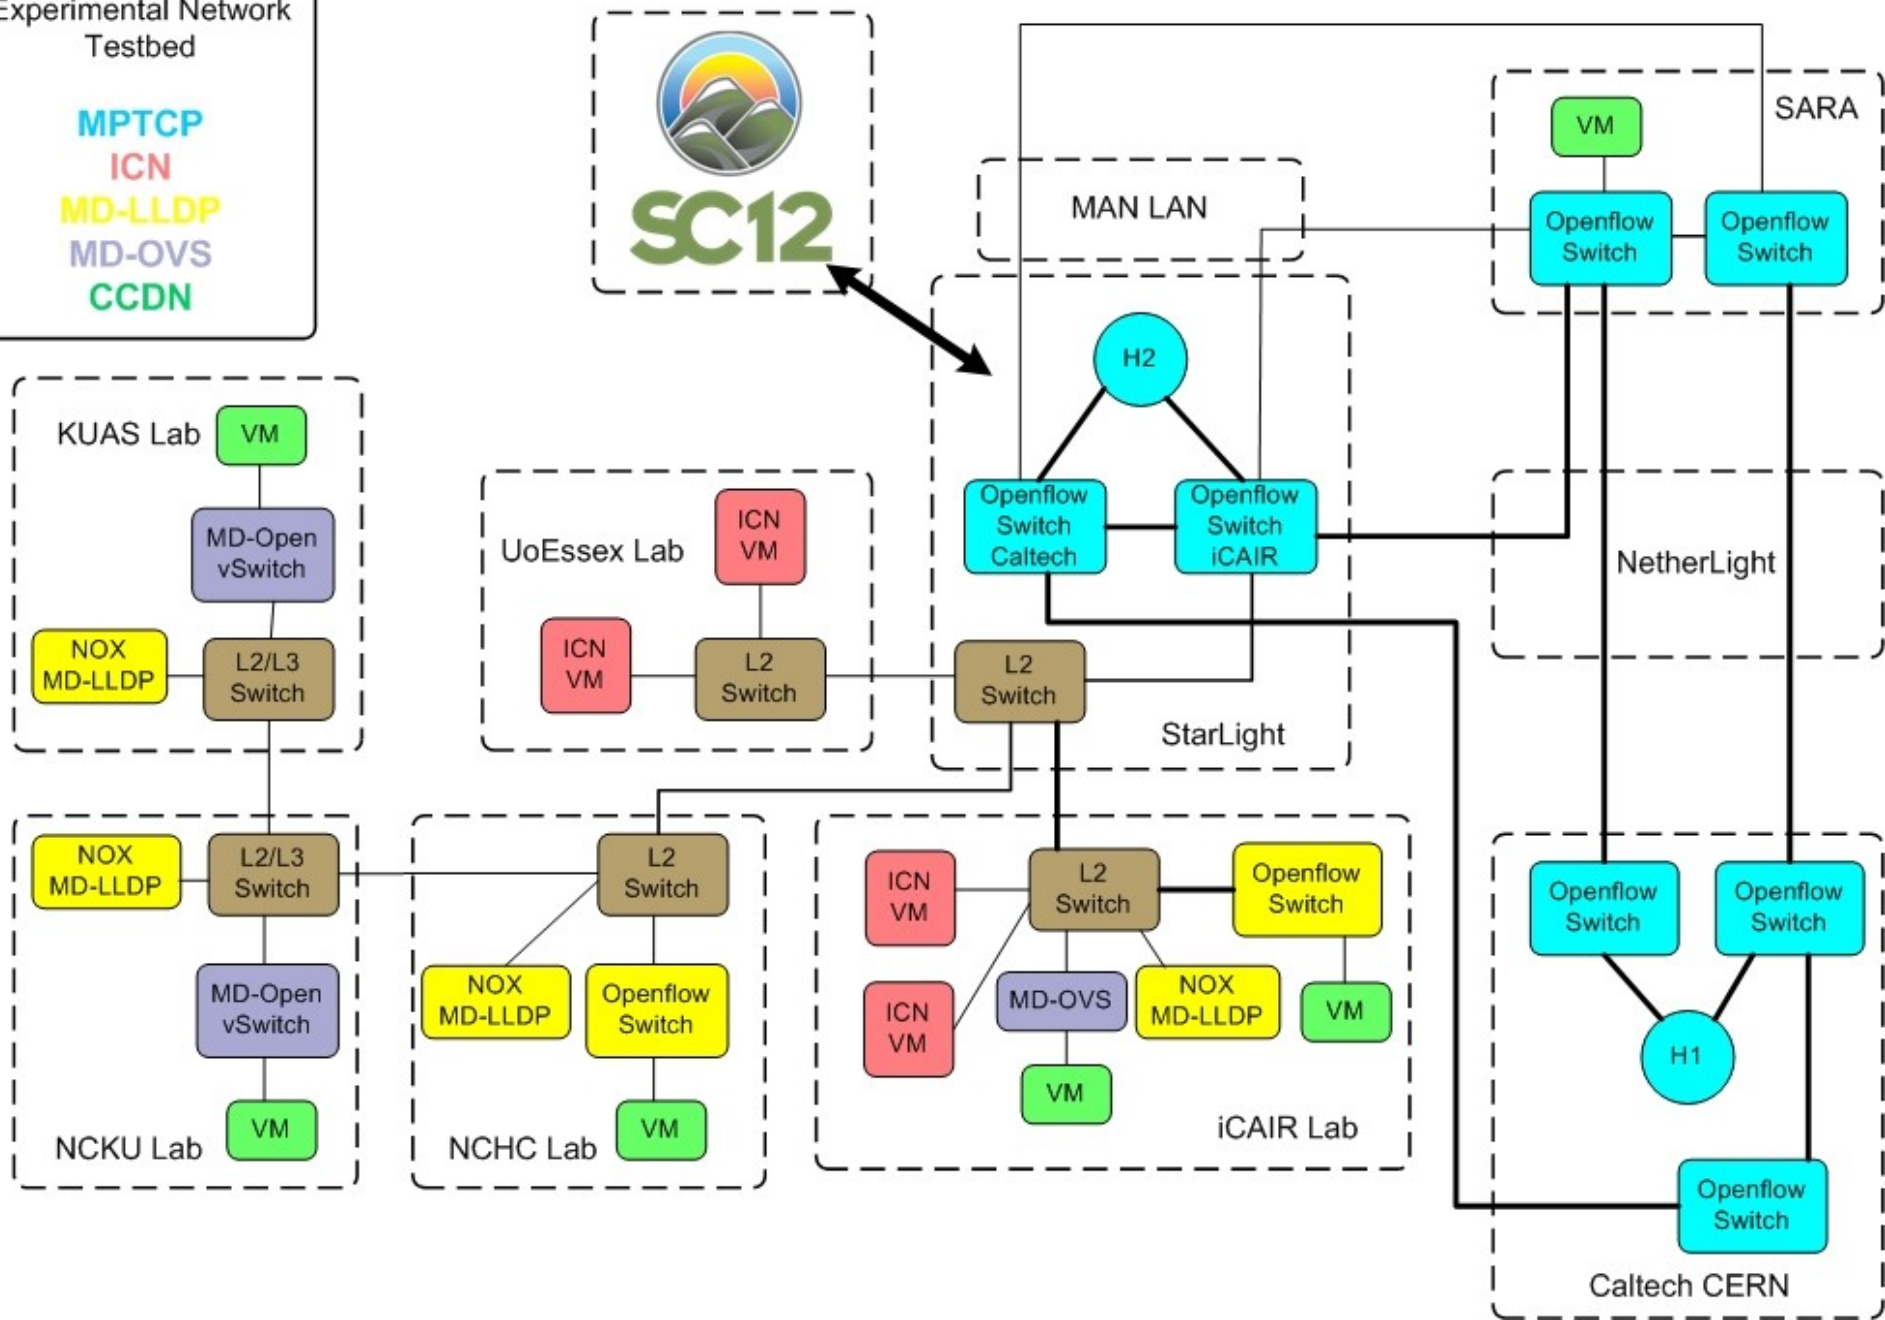 Experimental Network
Testbed
MPTCP
ICN
MD-LLDP
MD-OVS
CCDN
SC12
MAN LAN
SARA
VM
Openflow
Switch
Openflow
Switch
H2
Openflow
Switch
Caltech
Openflow
Switch
iCAIR
L2
Switch
StarLight
NetherLight
KUAS Lab
VM
MD-Open
vSwitch
NOX
MD-LLDP
L2/L3
Switch
UoEssex Lab
ICN
VM
ICN
VM
L2
Switch
NOX
MD-LLDP
L2/L3
Switch
MD-Open
vSwitch
VM
NCKU Lab
L2
Switch
NOX
MD-LLDP
Openflow
Switch
VM
NCHC Lab
ICN
VM
L2
Switch
Openflow
Switch
ICN
VM
MD-OVS
NOX
MD-LLDP
VM
VM
iCAIR Lab
Openflow
Switch
Openflow
Switch
H1
Openflow
Switch
Caltech CERN